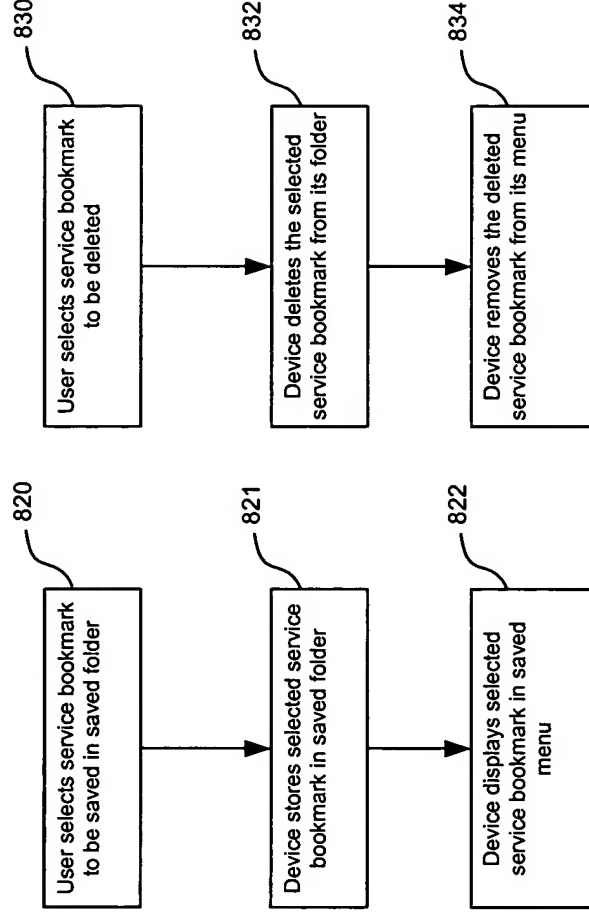 820
User selects service bookmark
to be saved in saved folder
821
Device stores selected service
bookmark in saved folder
822
Device displays selected
service bookmark in saved
menu
830
User selects service bookmark
to be deleted
832
Device deletes the selected
service bookmark from its folder
834
Device removes the deleted
service bookmark from its menu